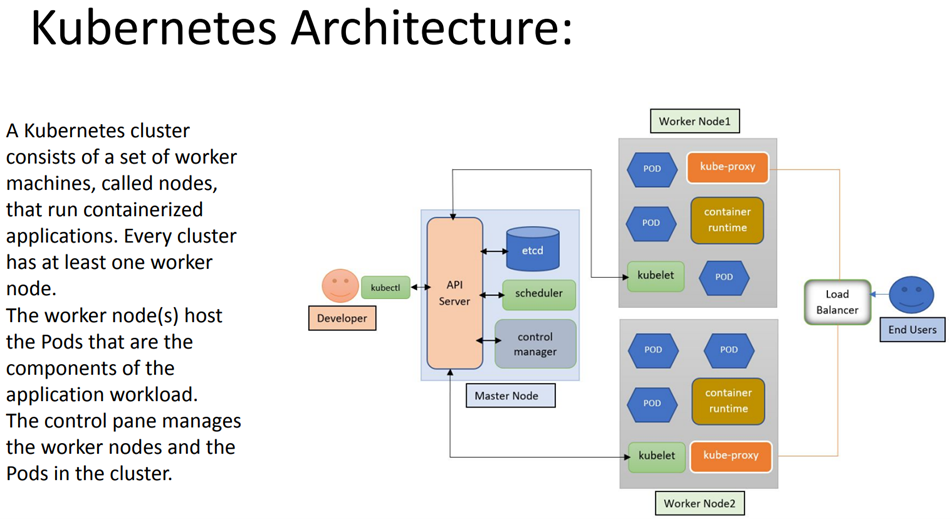 Kubernetes Architecture:
A Kubernetes cluster
consists of a set of worker
machines, called nodes,
that run containerized
applications. Every cluster
has at least one worker
node.
The worker node(s) host
the Pods that are the
components of the
application workload.
The control pane manages
the worker nodes and the
Pods in the cluster.
Developer
kubectl
API
Server
etcd
scheduler
control
manager
Master Node
Worker Node1
POD
kube-proxy
POD
container
runtime
kubelet
POD
POD
POD
POD
container
runtime
kubelet
kube-proxy
Worker Node2
Load
Balancer
End Users